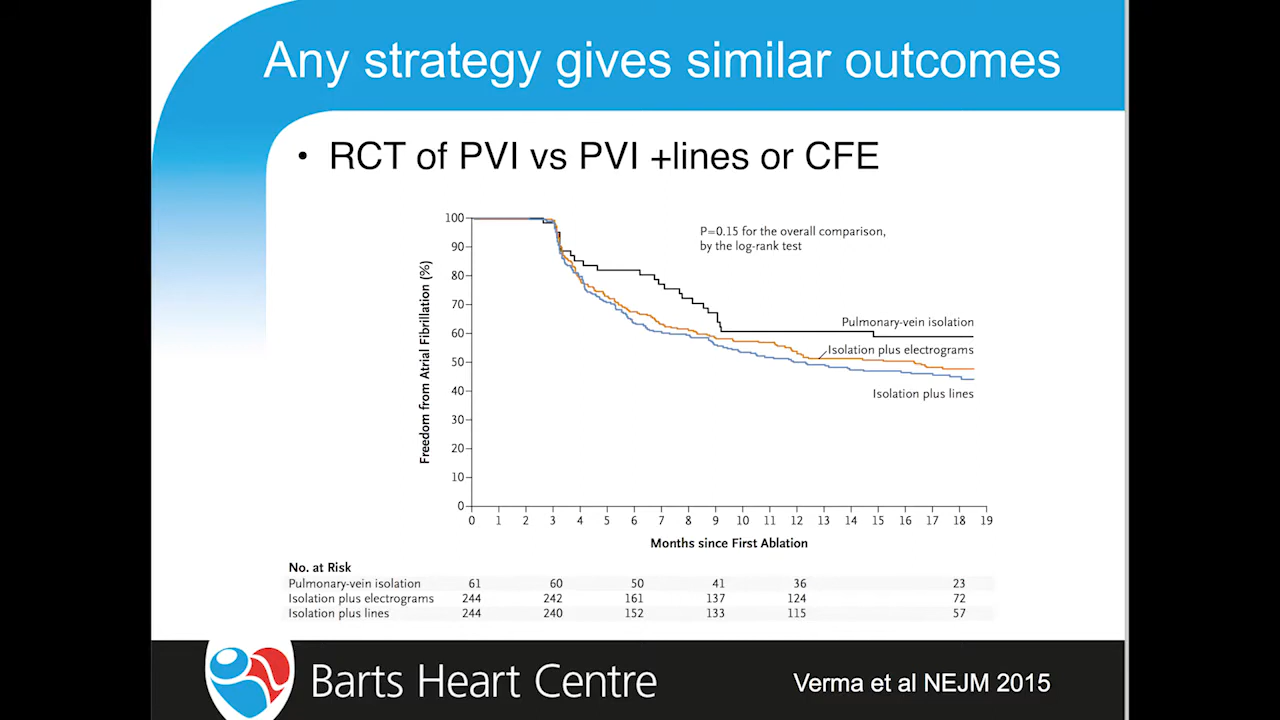 Any strategy gives similar outcomes
• RCT of PVI vs PVI +lines or CFE
P=0.15 for the overall comparison,
by the log-rank test
Freedom from Atrial Fibrillation (%)
100
90
80
70
60
50
40
30
20
10
0
Pulmonary-vein isolation
Isolation plus electrograms
Isolation plus lines
0 1 2 3 4 5 6 7 8 9 10 11 12 13 14 15 16 17 18 19
Months since First Ablation
No. at Risk
Pulmonary-vein isolation 61 60 50 41 36 23
Isolation plus electrograms 244 242 161 137 124 72
Isolation plus lines 244 240 152 133 115 57
Barts Heart Centre
Verma et al NEJM 2015